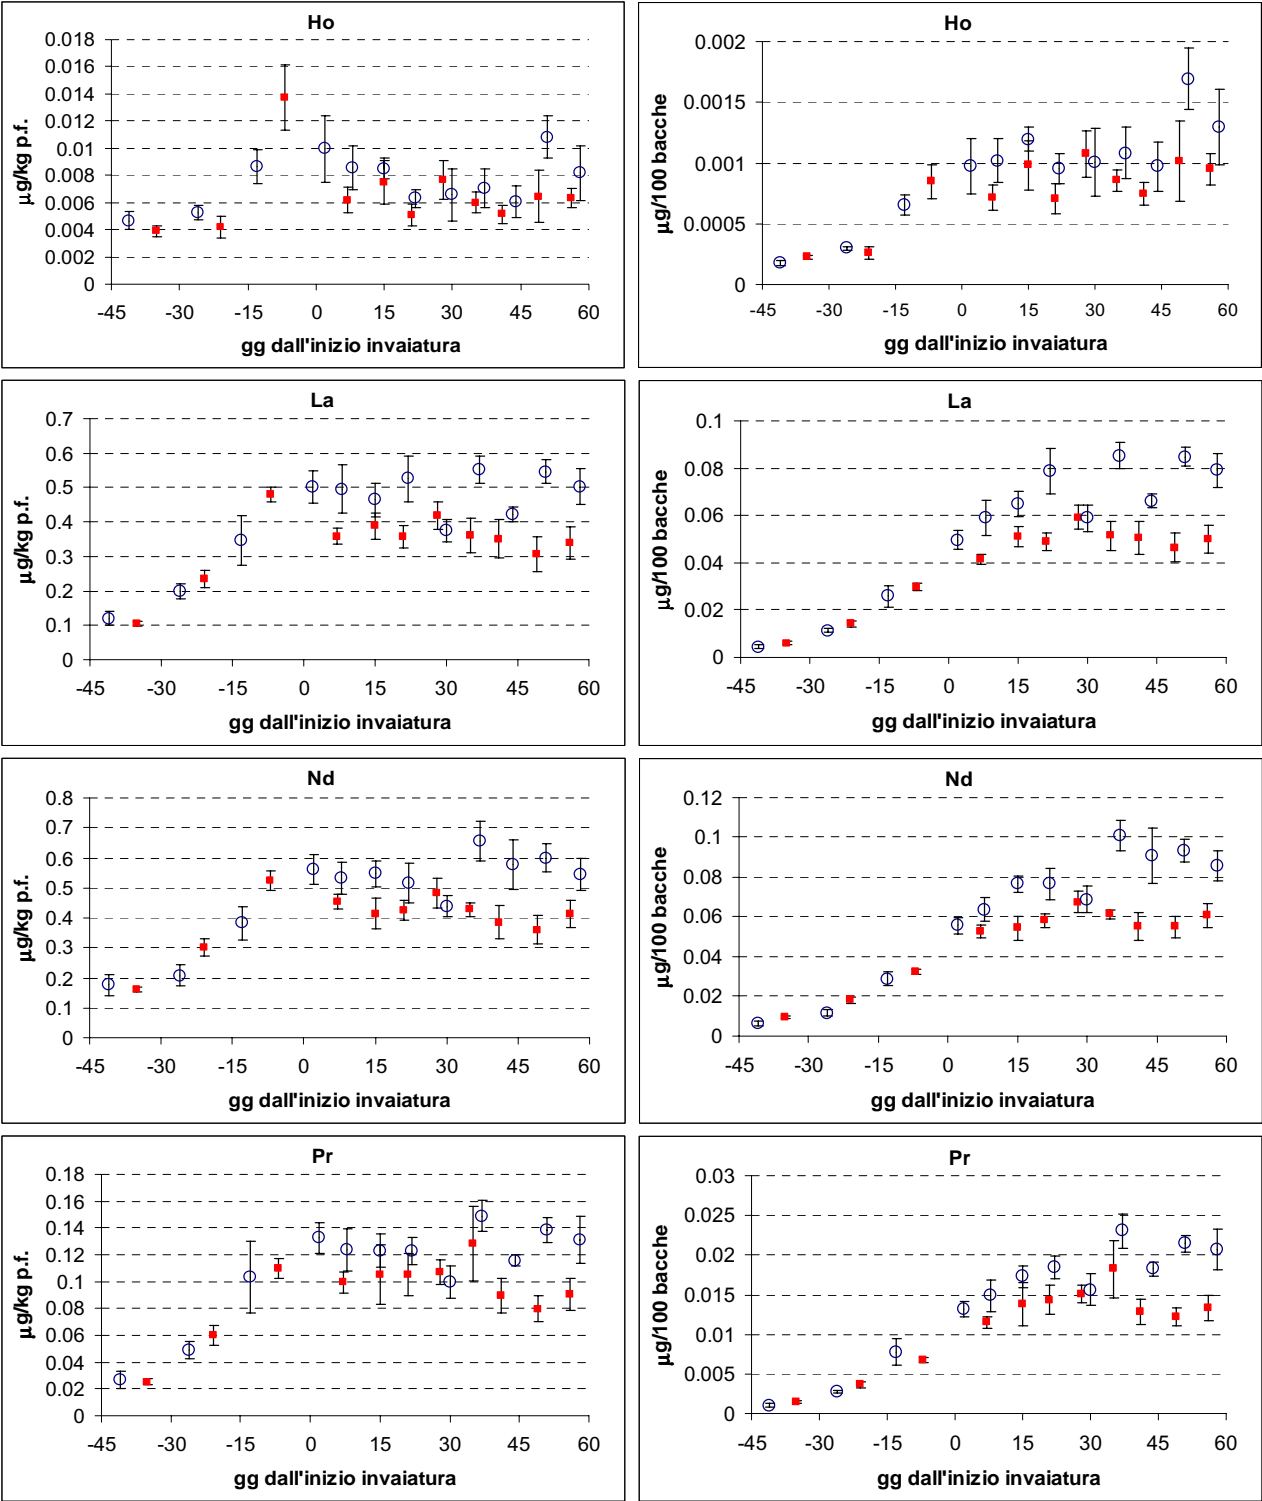 Ho
0.018
0.016
0.014
0.012
0.01
0.008
0.006
0.004
0.002
0
µg/kg p.f.
-45 -30 -15 0 15 30 45 60
gg dall'inizio invaiatura
Ho
0.002
0.0015
0.001
0.0005
0
µg/100 bacche
-45 -30 -15 0 15 30 45 60
gg dall'inizio invaiatura
La
0.7
0.6
0.5
0.4
0.3
0.2
0.1
0
µg/kg p.f.
-45 -30 -15 0 15 30 45 60
gg dall'inizio invaiatura
La
0.1
0.08
0.06
0.04
0.02
0
µg/100 bacche
-45 -30 -15 0 15 30 45 60
gg dall'inizio invaiatura
Nd
0.8
0.7
0.6
0.5
0.4
0.3
0.2
0.1
0
µg/kg p.f.
-45 -30 -15 0 15 30 45 60
gg dall'inizio invaiatura
Nd
0.12
0.1
0.08
0.06
0.04
0.02
0
µg/100 bacche
-45 -30 -15 0 15 30 45 60
gg dall'inizio invaiatura
Pr
0.18
0.16
0.14
0.12
0.1
0.08
0.06
0.04
0.02
0
µg/kg p.f.
-45 -30 -15 0 15 30 45 60
gg dall'inizio invaiatura
Pr
0.03
0.025
0.02
0.015
0.01
0.005
0
µg/100 bacche
-45 -30 -15 0 15 30 45 60
gg dall'inizio invaiatura